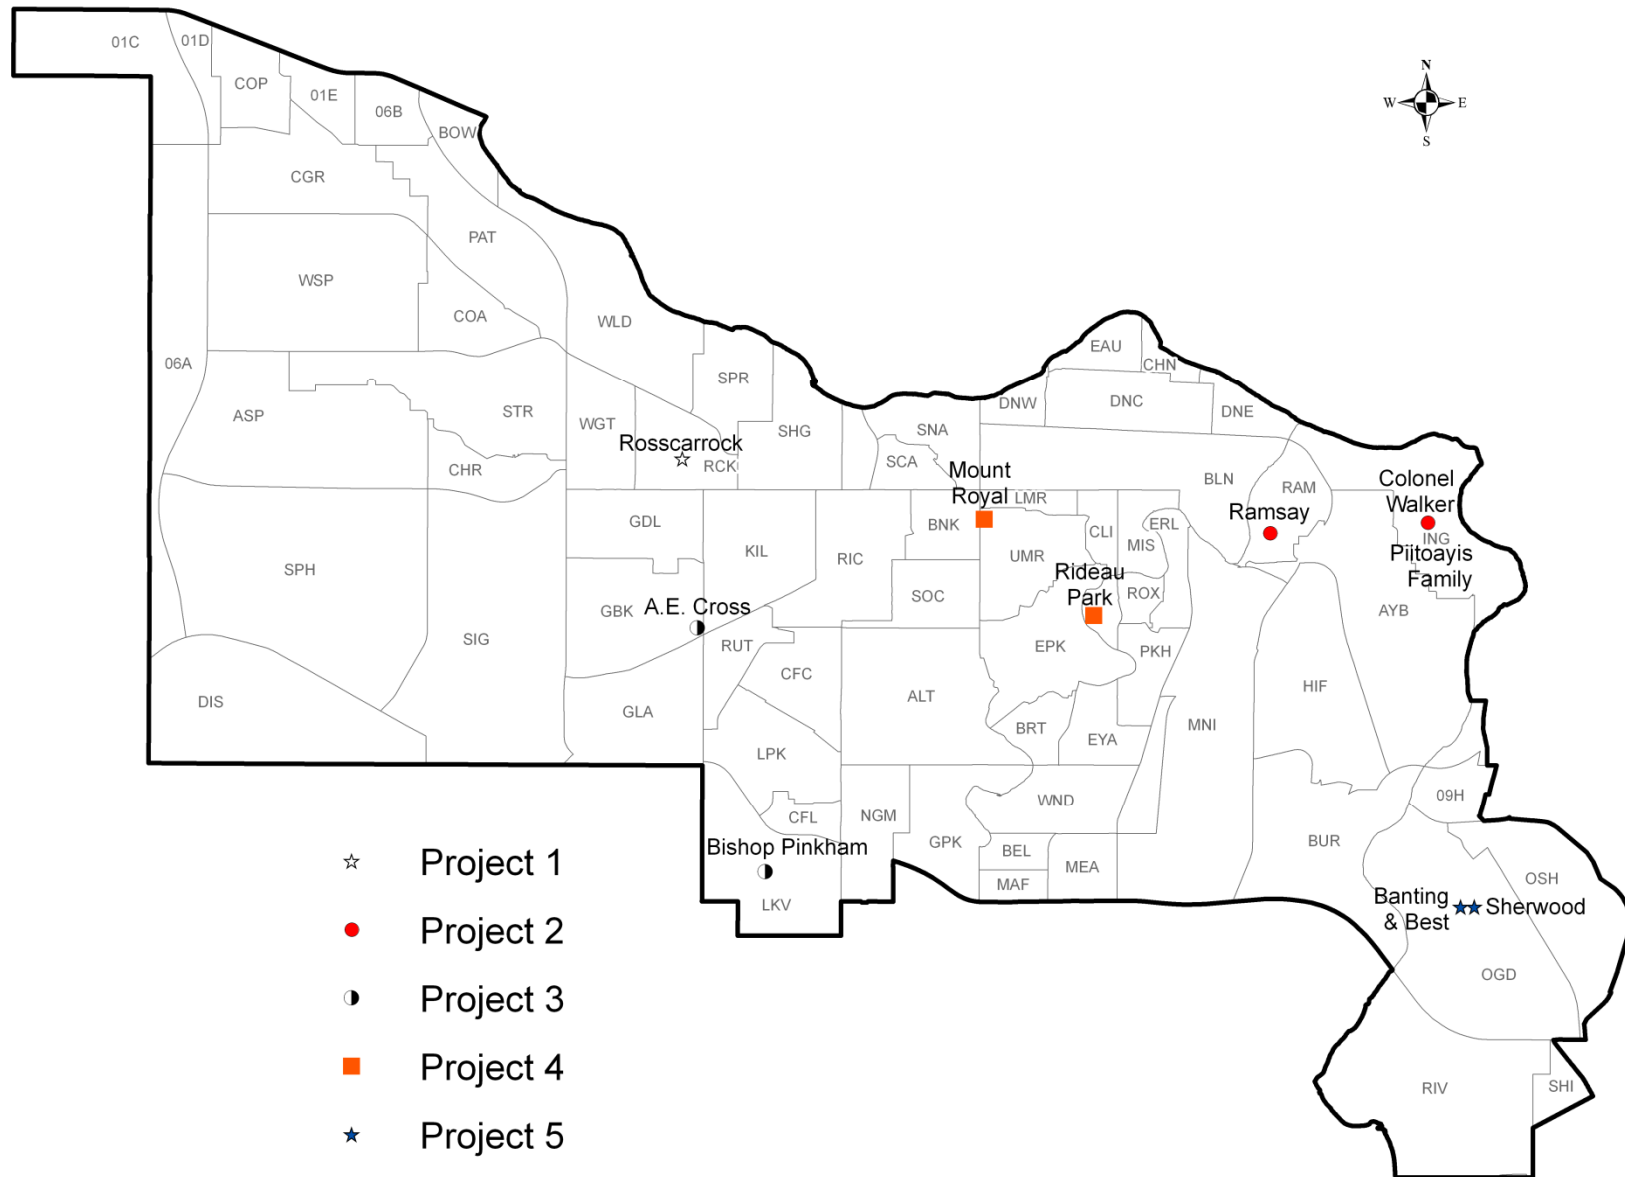 01C
01D
COP
01E
06B
BOW
N
W
E
S
CGR
PAT
WSP
COA
WLD
06A
EAU
CHN
SPR
DNW
DNC
DNE
ASP
STR
WGT
SHG
SNA
Rosscarrock
RCK
SCA
CHR
Mount
Royal
LMR
BLN
RAM
Colonel
Walker
Ramsay
GDL
BNK
CLI
ERL
MIS
KIL
RIC
UMR
ING
Piitoayis
Family
SPH
Rideau
Park
ROX
SOC
GBK
A.E. Cross
AYB
SIG
RUT
EPK
PKH
CFC
HIF
DIS
GLA
ALT
BRT
EYA
MNI
LPK
WND
09H
CFL
NGM
GPK
BUR
Bishop Pinkham
BEL
MEA
MAF
OSH
LKV
Banting
& Best
Sherwood
OGD
RIV
SHI
Project 1
Project 2
Project 3
Project 4
Project 5